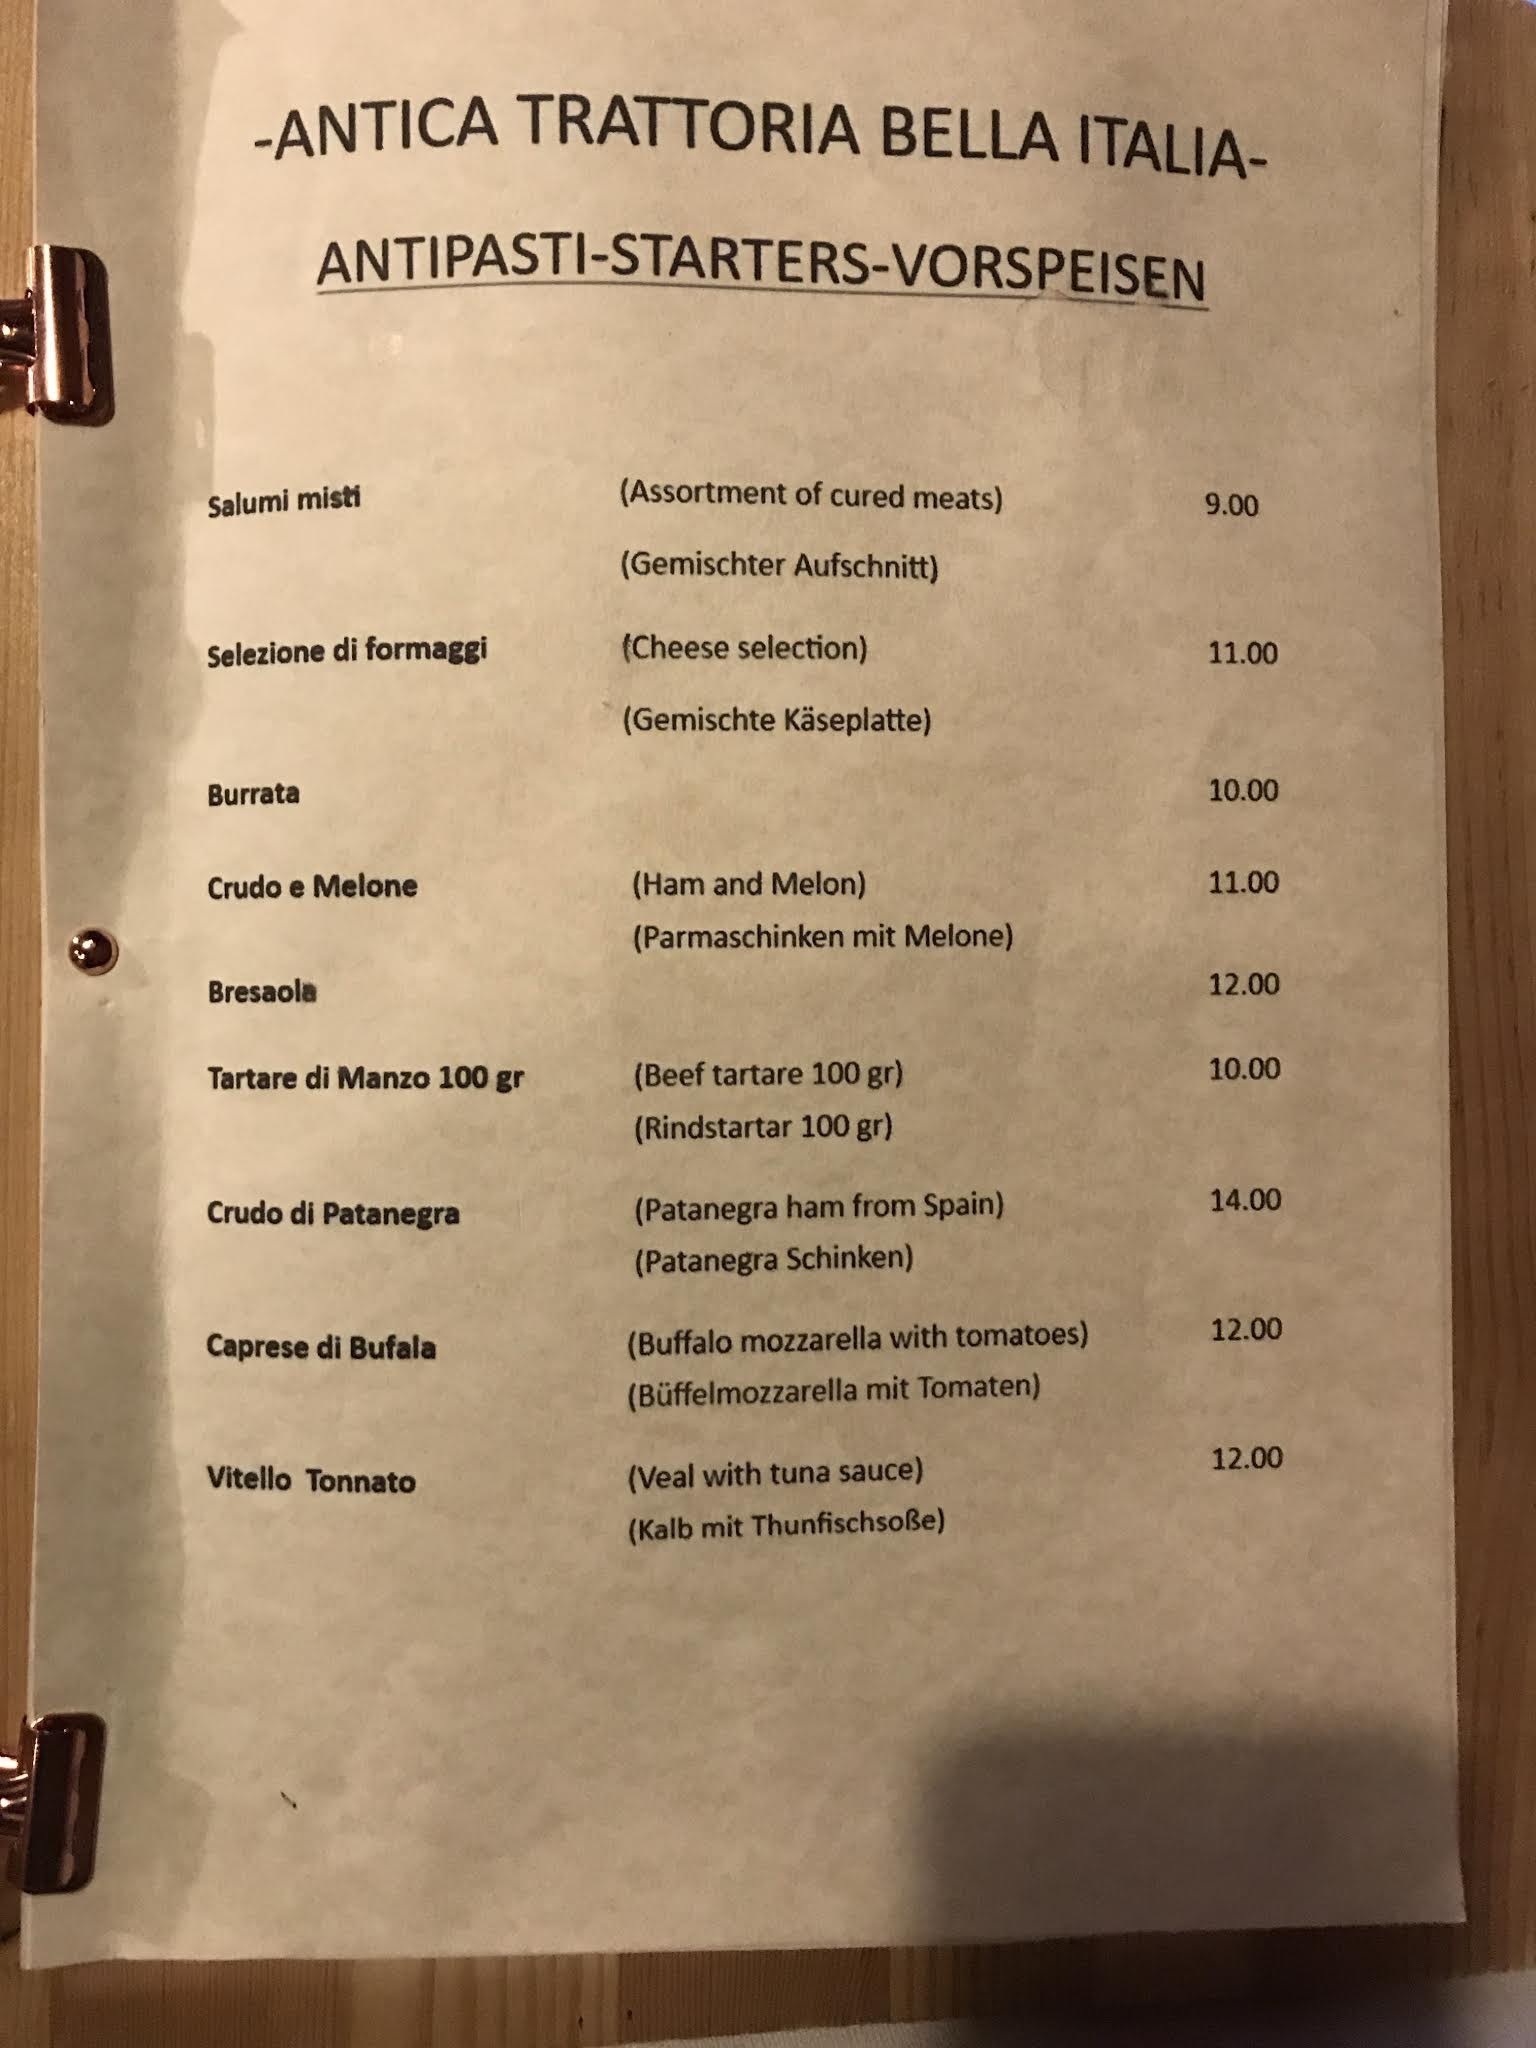 -ANTICA TRATTORIA BELLA ITALIA-
ANTIPASTI-STARTERS-VORSPEISEN
Salumi misti (Assortment of cured meats) 9.00
(Gemischter Aufschnitt)
Selezione di formaggi (Cheese selection) 11.00
(Gemischte Käseplatte)
Burrata 10.00
Crudo e Melone (Ham and Melon) 11.00
(Parmaschinken mit Melone)
Bresaola 12.00
Tartare di Manzo 100 gr (Beef tartare 100 gr) 10.00
(Rindstartar 100 gr)
Crudo di Patanegra (Patanegra ham from Spain) 14.00
(Patanegra Schinken)
Caprese di Bufala (Buffalo mozzarella with tomatoes) 12.00
(Büffelmozzarella mit Tomaten)
Vitello Tonnato (Veal with tuna sauce) 12.00
(Kalb mit Thunfischsoße)